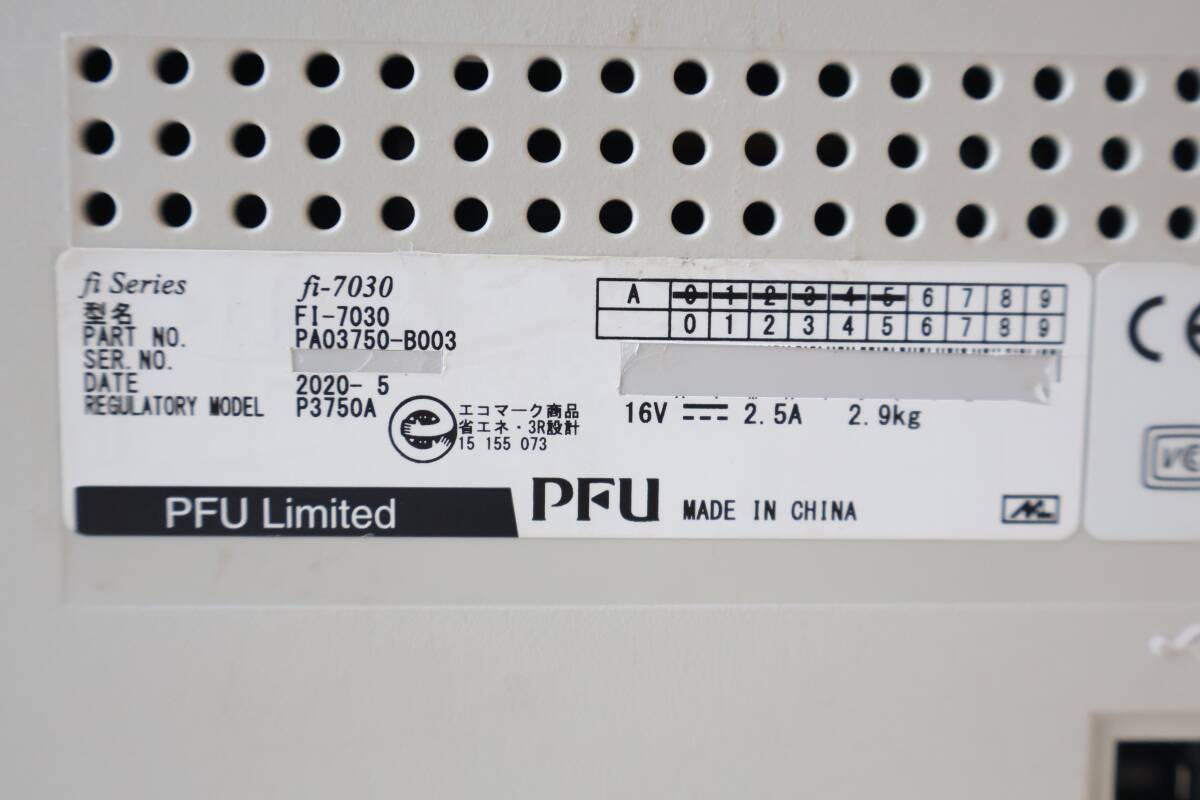 fi Series fi-7030
型名 FI-7030
PART NO. PA03750-B003
SER. NO.
DATE 2020- 5
REGULATORY MODEL P3750A
エコマーク商品
省エネ・3R設計
15 155 073
A 0 1 2 3 4 5 6 7 8 9
0 1 2 3 4 5 6 7 8 9
16V 2.5A 2.9kg
PFU Limited
PFU MADE IN CHINA
CE